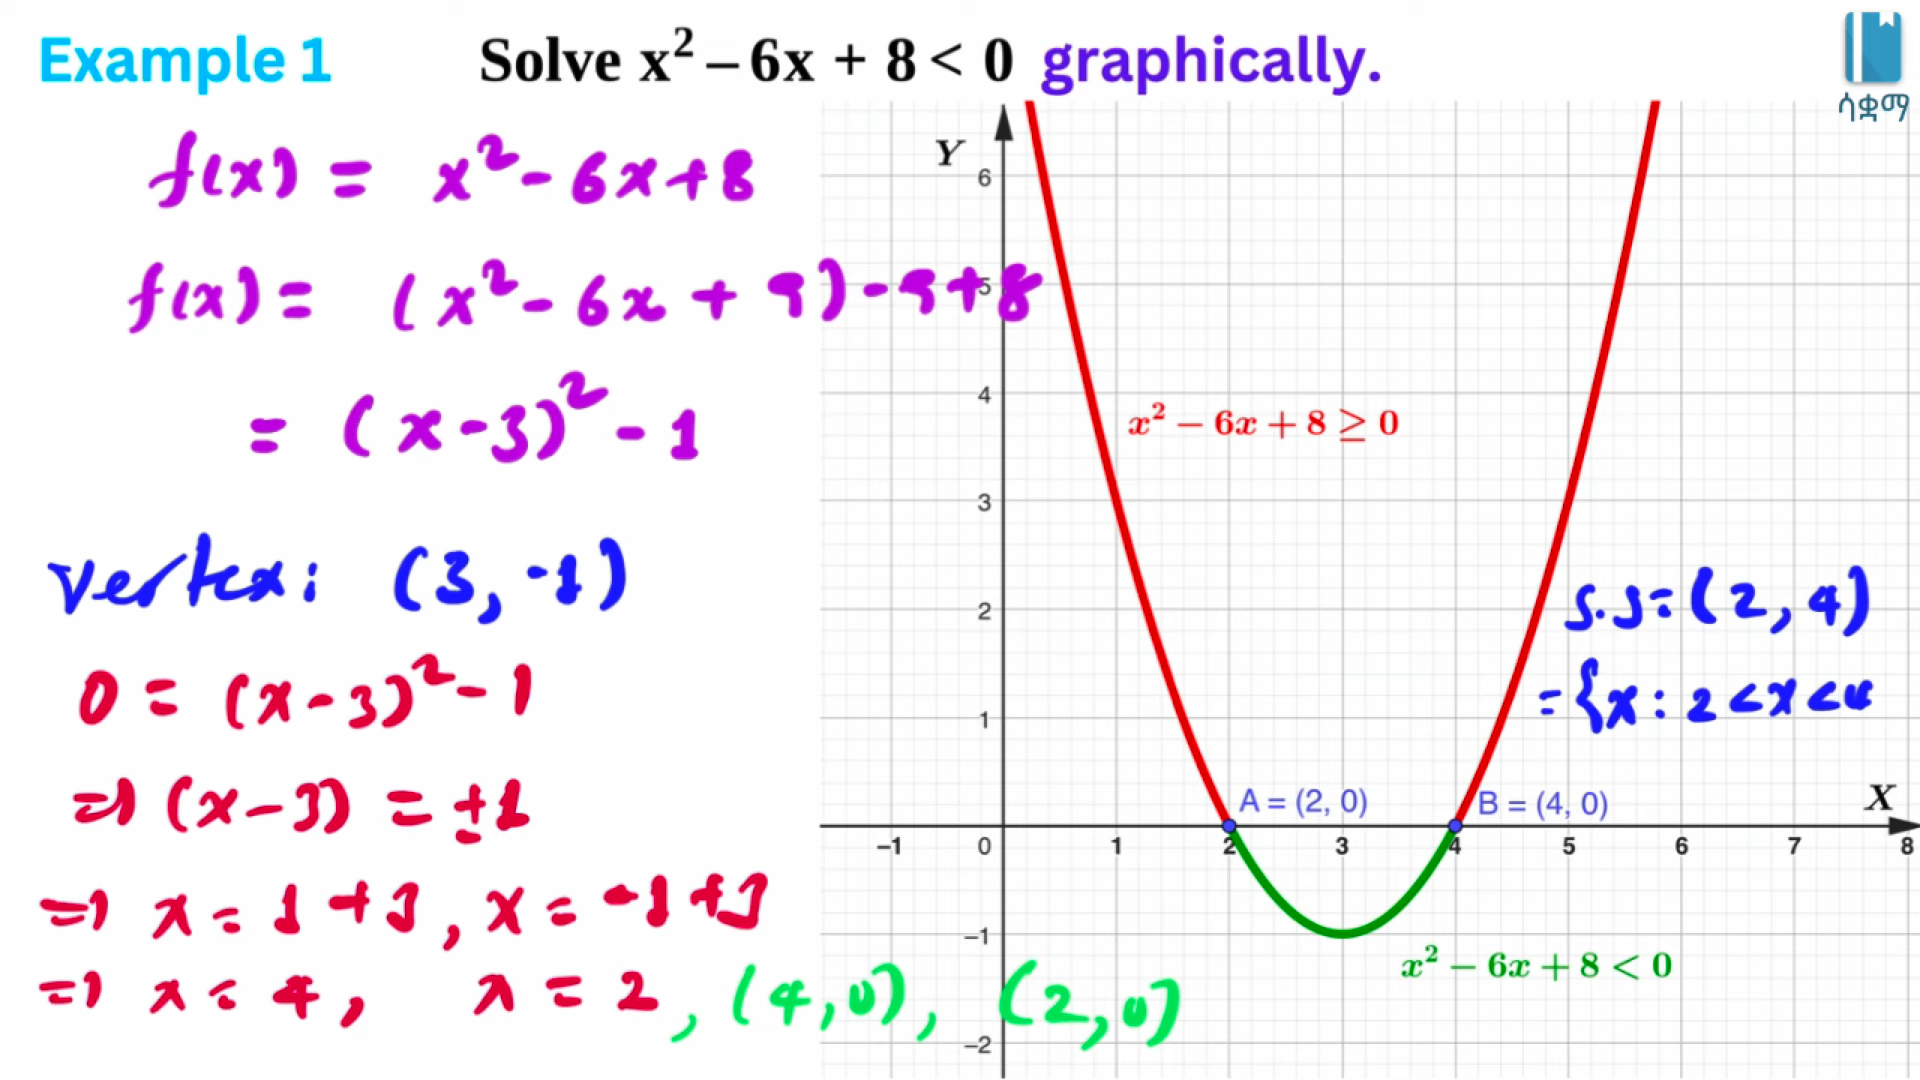 Example 1
Solve x² – 6x + 8 < 0 graphically.
ሳቋማ
f(x) = x² - 6x + 8
f(x) = (x² - 6x + 9) - 9 + 8
= (x - 3)² - 1
vertex: (3, -1)
0 = (x - 3)² - 1
⇒ (x - 3) = ±1
⇒ x = 1 + 3, x = -1 + 3
⇒ x = 4, x = 2, (4,0), (2,0)
Y
6
5
4
3
2
1
-1
-2
x² − 6x + 8 ≥ 0
S.S = (2, 4)
= {x : 2 < x < 4
A = (2, 0)
B = (4, 0)
X
−1 0 1 2 3 4 5 6 7 8
x² − 6x + 8 < 0